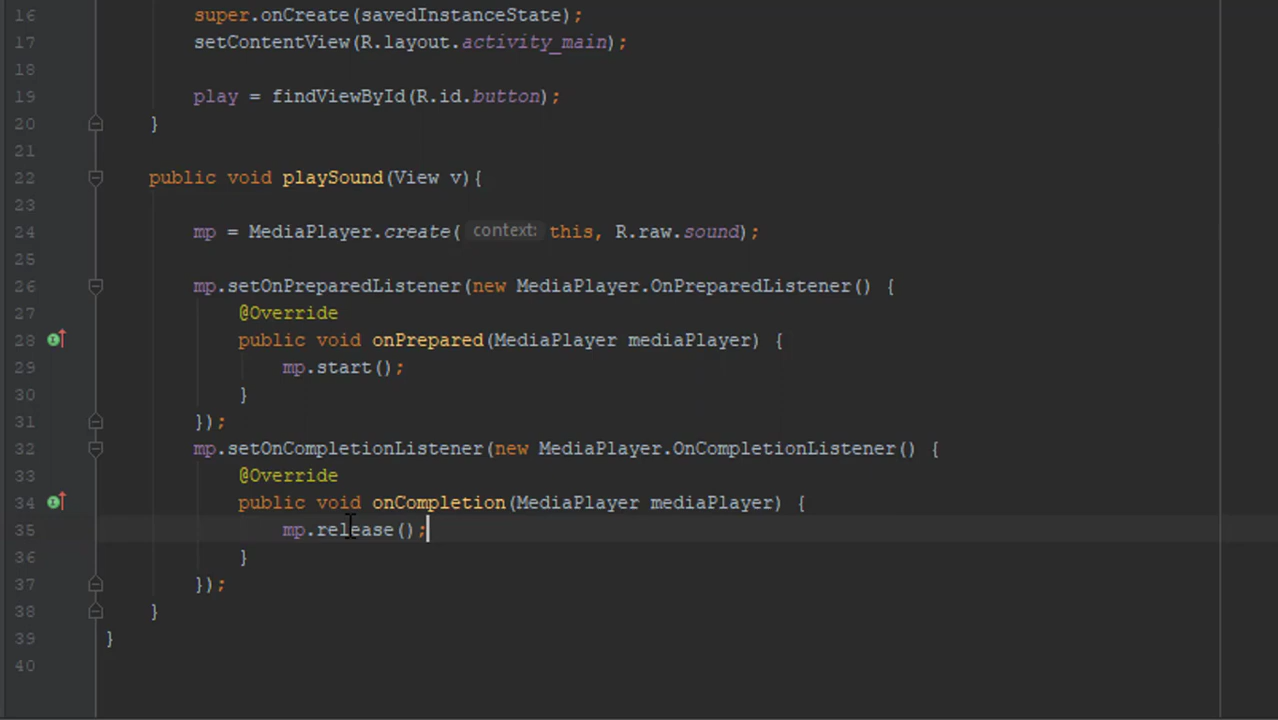 16 super.onCreate(savedInstanceState);
17 setContentView(R.layout.activity_main);
18
19 play = findViewById(R.id.button);
20 }
21
22 public void playSound(View v){
23
24 mp = MediaPlayer.create( context: this, R.raw.sound);
25
26 mp.setOnPreparedListener(new MediaPlayer.OnPreparedListener() {
27 @Override
28 public void onPrepared(MediaPlayer mediaPlayer) {
29 mp.start();
30 }
31 });
32 mp.setOnCompletionListener(new MediaPlayer.OnCompletionListener() {
33 @Override
34 public void onCompletion(MediaPlayer mediaPlayer) {
35 mp.release();
36 }
37 });
38 }
39 }
40